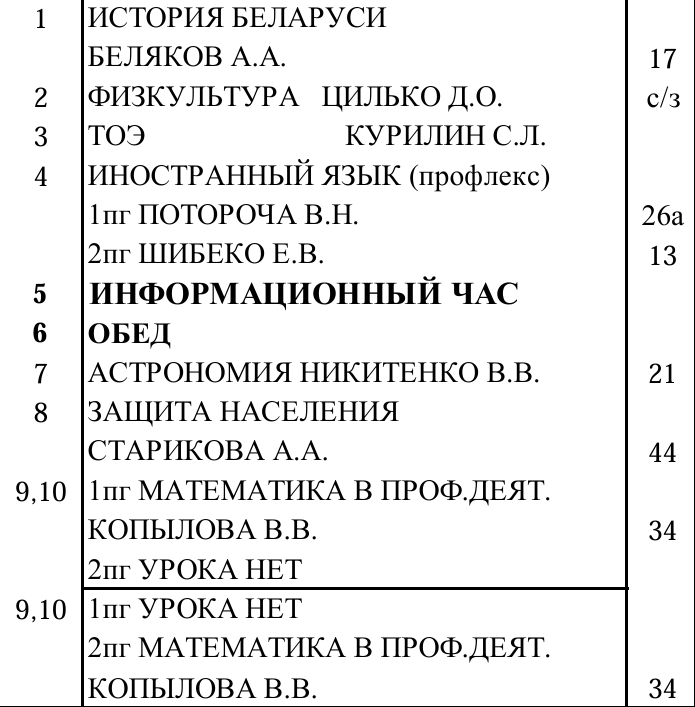 1 ИСТОРИЯ БЕЛАРУСИ
БЕЛЯКОВ А.А. 17
2 ФИЗКУЛЬТУРА ЦИЛЬКО Д.О. с/з
3 ТОЭ КУРИЛИН С.Л.
4 ИНОСТРАННЫЙ ЯЗЫК (профлекс)
1пг ПОТОРОЧА В.Н. 26а
2пг ШИБЕКО Е.В. 13
5 ИНФОРМАЦИОННЫЙ ЧАС
6 ОБЕД
7 АСТРОНОМИЯ НИКИТЕНКО В.В. 21
8 ЗАЩИТА НАСЕЛЕНИЯ
СТАРИКОВА А.А. 44
9,10 1пг МАТЕМАТИКА В ПРОФ.ДЕЯТ.
КОПЫЛОВА В.В. 34
2пг УРОКА НЕТ
9,10 1пг УРОКА НЕТ
2пг МАТЕМАТИКА В ПРОФ.ДЕЯТ.
КОПЫЛОВА В.В. 34